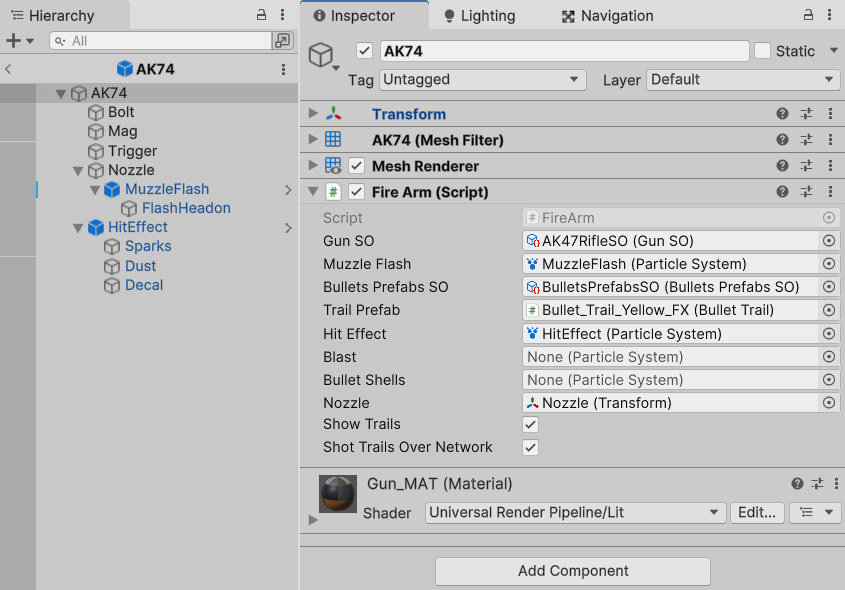 Hierarchy
All
AK74
AK74
Bolt
Mag
Trigger
Nozzle
MuzzleFlash
FlashHeadon
HitEffect
Sparks
Dust
Decal
Inspector
Lighting
Navigation
AK74
Static
Tag Untagged
Layer Default
Transform
AK74 (Mesh Filter)
Mesh Renderer
# Fire Arm (Script)
Script # FireArm
Gun SO AK47RifleSO (Gun SO)
Muzzle Flash MuzzleFlash (Particle System)
Bullets Prefabs SO BulletsPrefabsSO (Bullets Prefabs SO)
Trail Prefab # Bullet_Trail_Yellow_FX (Bullet Trail)
Hit Effect HitEffect (Particle System)
Blast None (Particle System)
Bullet Shells None (Particle System)
Nozzle Nozzle (Transform)
Show Trails
Shot Trails Over Network
Gun_MAT (Material)
Shader Universal Render Pipeline/Lit Edit...
Add Component